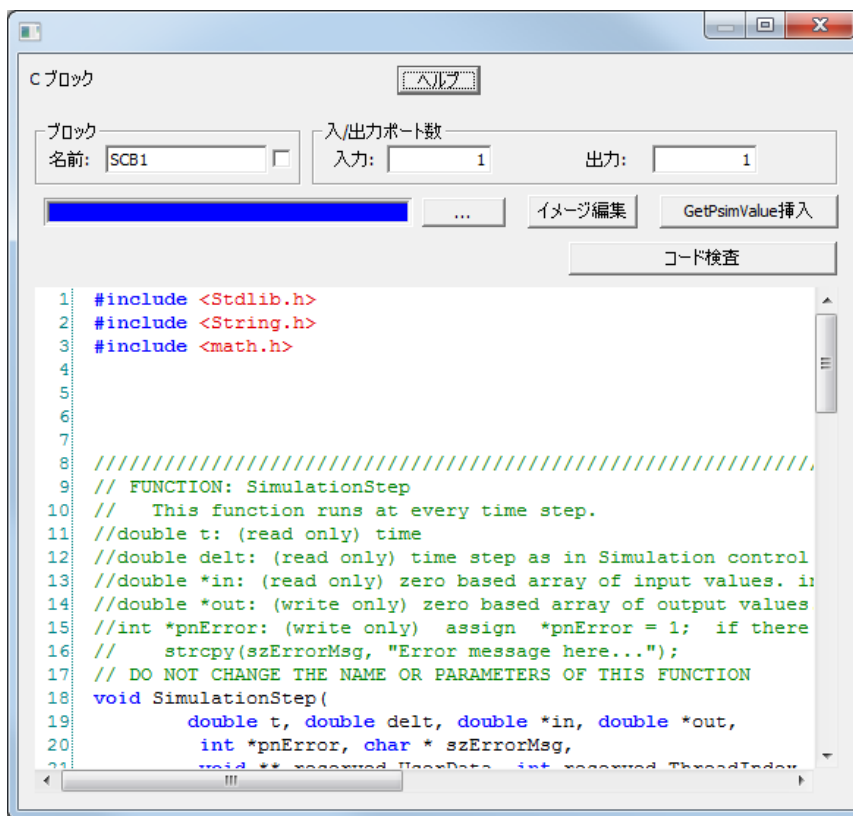 C ブロック
ヘルプ
ブロック
入/出力ポート数
名前: SCB1
入力: 1
出力: 1
...
イメージ編集
GetPsimValue挿入
コード検査
1 #include <Stdlib.h>
2 #include <String.h>
3 #include <math.h>
4
5
6
7
8 /////////////////////////////////////////////////////////////
9 // FUNCTION: SimulationStep
10 //   This function runs at every time step.
11 //double t: (read only) time
12 //double delt: (read only) time step as in Simulation control
13 //double *in: (read only) zero based array of input values. in
14 //double *out: (write only) zero based array of output values
15 //int *pnError: (write only)  assign  *pnError = 1;  if there
16 //    strcpy(szErrorMsg, "Error message here...");
17 // DO NOT CHANGE THE NAME OR PARAMETERS OF THIS FUNCTION
18 void SimulationStep(
19         double t, double delt, double *in, double *out,
20          int *pnError, char * szErrorMsg,
21          void ** reserved_UserData, int reserved_ThreadIndex